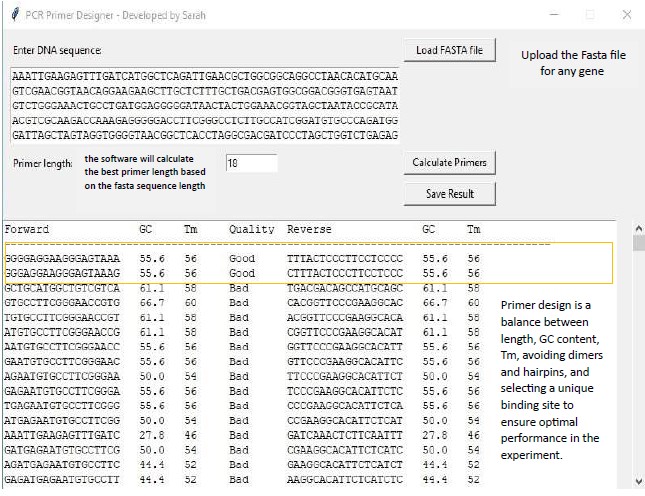 PCR Primer Designer - Developed by Sarah
Enter DNA sequence:
Load FASTA file
Upload the Fasta file
for any gene
AAATTGAAGAGTTTGATCATGGCTCAGATTGAACGCTGGCGGCAGGCCTAACACATGCAA
GTCGAACGGTAACAGGAAGAAGCTTGCTCTTTGCTGACGAGTGGCGGACGGGTGAGTAAT
GTCTGGGAAACTGCCTGATGGAGGGGGATAACTACTGGAAACGGTAGCTAATACCGCATA
ACGTCGCAAGACCAAAGAGGGGGACCTTCGGGCCTCTTGCCATCGGATGTGCCCAGATGG
GATTAGCTAGTAGGTGGGGTAACGGCTCACCTAGGCGACGATCCCTAGCTGGTCTGAGAG
Primer length:
the software will calculate
the best primer length based
on the fasta sequence length
18
Calculate Primers
Save Result
Forward GC Tm Quality Reverse GC Tm
GGGGAGGAAGGGAGTAAA 55.6 56 Good TTTACTCCCTTCCTCCCC 55.6 56
GGGAGGAAGGGAGTAAAG 55.6 56 Good CTTTACTCCCTTCCTCCC 55.6 56
GCTGCATGGCTGTCGTCA 61.1 58 Bad TGACGACAGCCATGCAGC 61.1 58
GTGCCTTCGGGAACCGTG 66.7 60 Bad CACGGTTCCCGAAGGCAC 66.7 60
TGTGCCTTCGGGAACCGT 61.1 58 Bad ACGGTTCCCGAAGGCACA 61.1 58
ATGTGCCTTCGGGAACCG 61.1 58 Bad CGGTTCCCGAAGGCACAT 61.1 58
AATGTGCCTTCGGGAACC 55.6 56 Bad GGTTCCCGAAGGCACATT 55.6 56
GAATGTGCCTTCGGGAAC 55.6 56 Bad GTTCCCGAAGGCACATTC 55.6 56
AGAATGTGCCTTCGGGAA 50.0 54 Bad TTCCCGAAGGCACATTCT 50.0 54
GAGAATGTGCCTTCGGGA 55.6 56 Bad TCCCGAAGGCACATTCTC 55.6 56
TGAGAATGTGCCTTCGGG 55.6 56 Bad CCCGAAGGCACATTCTCA 55.6 56
ATGAGAATGTGCCTTCGG 50.0 54 Bad CCGAAGGCACATTCTCAT 50.0 54
AAATTGAAGAGTTTGATC 27.8 46 Bad GATCAAACTCTTCAATTT 27.8 46
GATGAGAATGTGCCTTCG 50.0 54 Bad CGAAGGCACATTCTCATC 50.0 54
AGATGAGAATGTGCCTTC 44.4 52 Bad GAAGGCACATTCTCATCT 44.4 52
GAGATGAGAATGTGCCTT 44.4 52 Bad AAGGCACATTCTCATCTC 44.4 52
Primer design is a
balance between
length, GC content,
Tm, avoiding dimers
and hairpins, and
selecting a unique
binding site to
ensure optimal
performance in the
experiment.